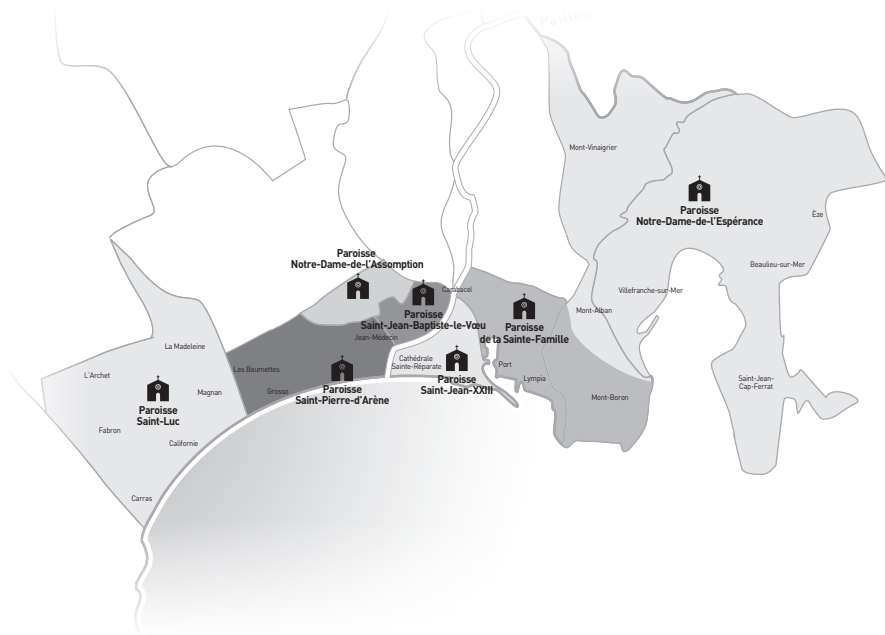 Paillon
Mont-Vinaigrier
Paroisse
Notre-Dame-de-l'Espérance
Èze
Beaulieu-sur-Mer
Paroisse
Notre-Dame-de-l'Assomption
Villefranche-sur-Mer
Carabacel
Mont-Alban
Paroisse
Saint-Jean-Baptiste-le-Vœu
Paroisse
de la Sainte-Famille
Jean-Médecin
La Madeleine
Cathédrale
Sainte-Réparate
Port
Les Baumettes
L'Archet
Lympia
Saint-Jean-
Cap-Ferrat
Paroisse
Saint-Jean-XXIII
Magnan
Grosso
Paroisse
Saint-Pierre-d'Arène
Mont-Boron
Paroisse
Saint-Luc
Fabron
Californie
Carras